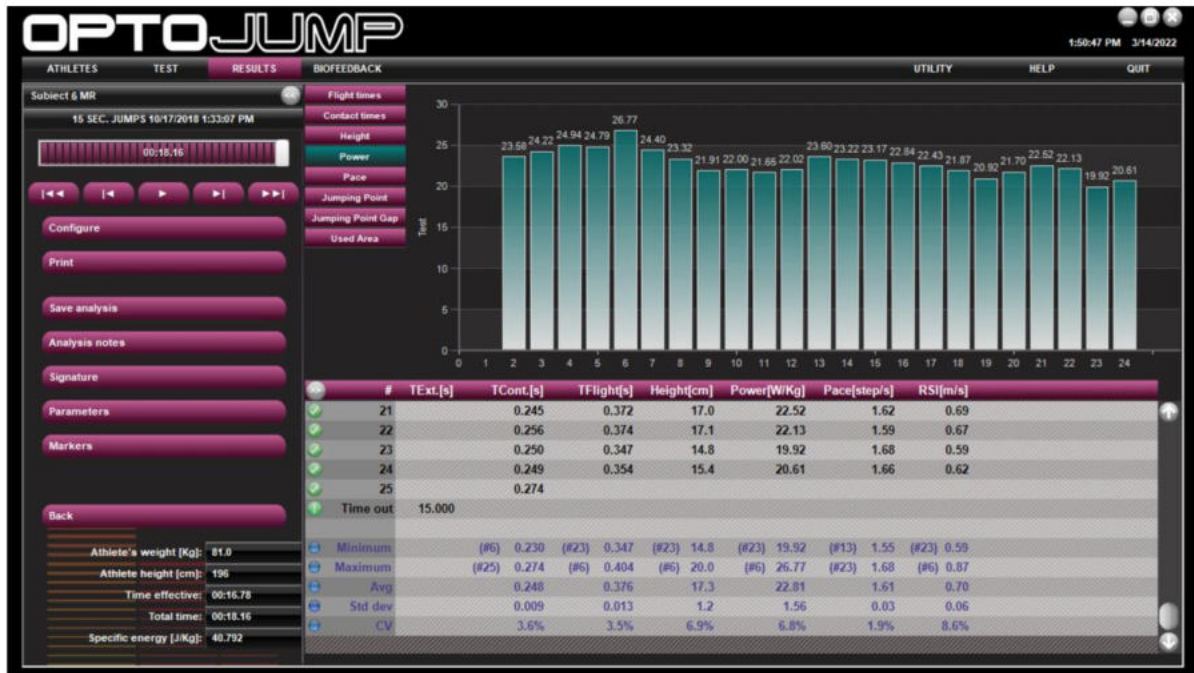 OPTOJUMP
1:50:47 PM 3/14/2022
ATHLETES TEST RESULTS BIOFEEDBACK UTILITY HELP QUIT
Subiect 6 MR
15 SEC. JUMPS 10/17/2018 1:33:07 PM
00:18.16
Configure
Print
Save analysis
Analysis notes
Signature
Parameters
Markers
Back
Athlete's weight [Kg]: 81.0
Athlete height [cm]: 196
Time effective: 00:16.78
Total time: 00:18.16
Specific energy [J/Kg]: 40.792
Flight times
Contact times
Height
Power
Pace
Jumping Point
Jumping Point Gap
Used Area
Test
30
25
20
15
10
5
0
23.58 24.22 24.94 24.79 26.77 24.40 23.32 21.91 22.00 21.65 22.02 23.60 23.22 23.17 22.84 22.43 21.87 20.92 21.70 22.52 22.13 19.92 20.61
0 1 2 3 4 5 6 7 8 9 10 11 12 13 14 15 16 17 18 19 20 21 22 23 24
# TExt.[s] TCont.[s] TFlight[s] Height[cm] Power[W/Kg] Pace[step/s] RSI[m/s]
21 0.245 0.372 17.0 22.52 1.62 0.69
22 0.256 0.374 17.1 22.13 1.59 0.67
23 0.250 0.347 14.8 19.92 1.68 0.59
24 0.249 0.354 15.4 20.61 1.66 0.62
25 0.274
Time out 15.000
Minimum (#6) 0.230 (#23) 0.347 (#23) 14.8 (#23) 19.92 (#13) 1.55 (#23) 0.59
Maximum (#25) 0.274 (#6) 0.404 (#6) 20.0 (#6) 26.77 (#23) 1.68 (#6) 0.87
Avg 0.248 0.376 17.3 22.81 1.61 0.70
Std dev 0.009 0.013 1.2 1.56 0.03 0.06
CV 3.6% 3.5% 6.9% 6.8% 1.9% 8.6%